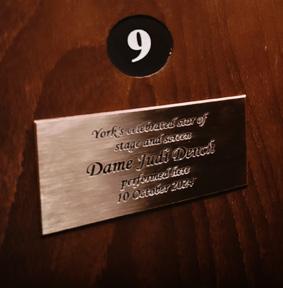 9
York's celebrated star of
stage and screen
Dame Judi Dench
performed here
10 October 2024